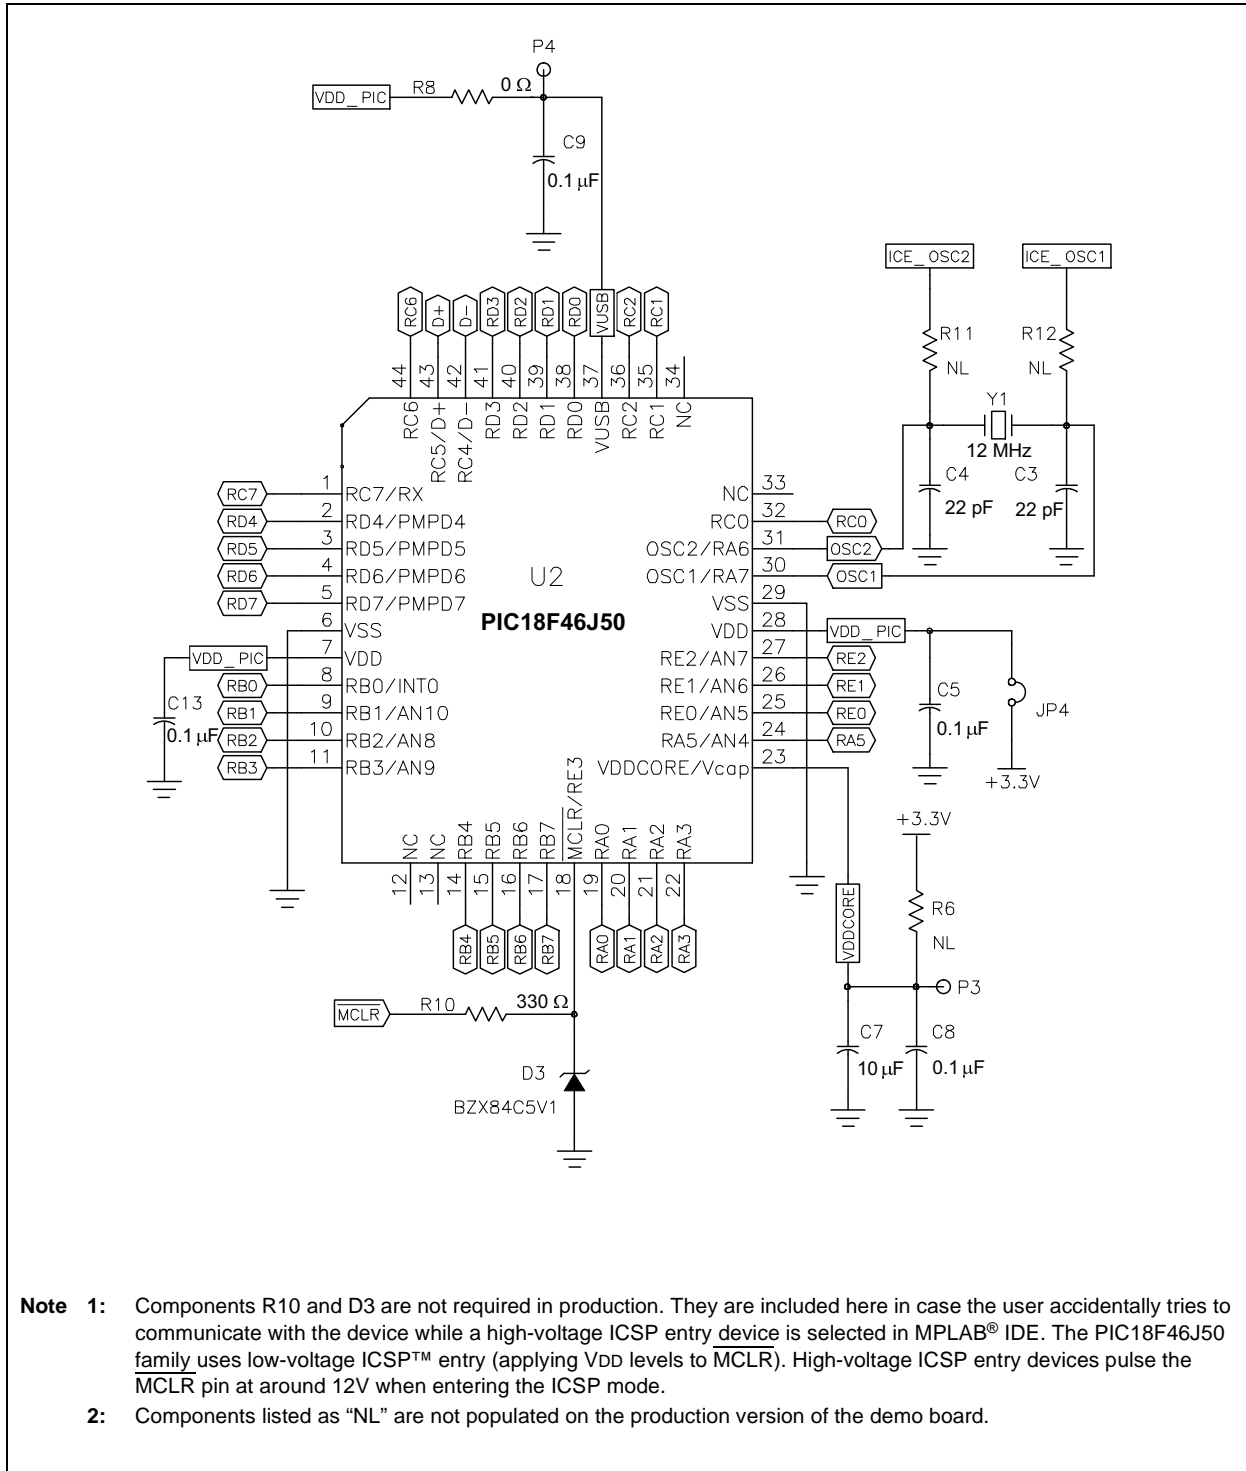 P4
VDD_PIC R8 0 Ω
C9
0.1 µF
ICE_OSC2 ICE_OSC1
R11 R12
NL NL
Y1
12 MHz
C4 C3
22 pF 22 pF
RC6 D+ D- RD3 RD2 RD1 RD0 VUSB RC2 RC1
44 43 42 41 40 39 38 37 36 35 34
RC6 RC5/D+ RC4/D- RD3 RD2 RD1 RD0 VUSB RC2 RC1 NC
RC7 1 RC7/RX
RD4 2 RD4/PMPD4
RD5 3 RD5/PMPD5
RD6 4 RD6/PMPD6
RD7 5 RD7/PMPD7
6 VSS
VDD_PIC 7 VDD
RB0 8 RB0/INT0
RB1 9 RB1/AN10
RB2 10 RB2/AN8
RB3 11 RB3/AN9
C13
0.1 µF
U2
PIC18F46J50
NC 33
RC0 32 RC0
OSC2/RA6 31 OSC2
OSC1/RA7 30 OSC1
VSS 29
VDD 28 VDD_PIC
RE2/AN7 27 RE2
RE1/AN6 26 RE1
RE0/AN5 25 RE0
RA5/AN4 24 RA5
VDDCORE/Vcap 23
C5
0.1 µF
JP4
+3.3V
NC NC RB4 RB5 RB6 RB7 MCLR/RE3 RA0 RA1 RA2 RA3
12 13 14 15 16 17 18 19 20 21 22
RB4 RB5 RB6 RB7 RA0 RA1 RA2 RA3
+3.3V
R6
NL
VDDCORE
P3
C7 C8
10 µF 0.1 µF
MCLR R10 330 Ω
D3
BZX84C5V1
Note 1: Components R10 and D3 are not required in production. They are included here in case the user accidentally tries to
communicate with the device while a high-voltage ICSP entry device is selected in MPLAB® IDE. The PIC18F46J50
family uses low-voltage ICSP™ entry (applying VDD levels to MCLR). High-voltage ICSP entry devices pulse the
MCLR pin at around 12V when entering the ICSP mode.
2: Components listed as “NL” are not populated on the production version of the demo board.